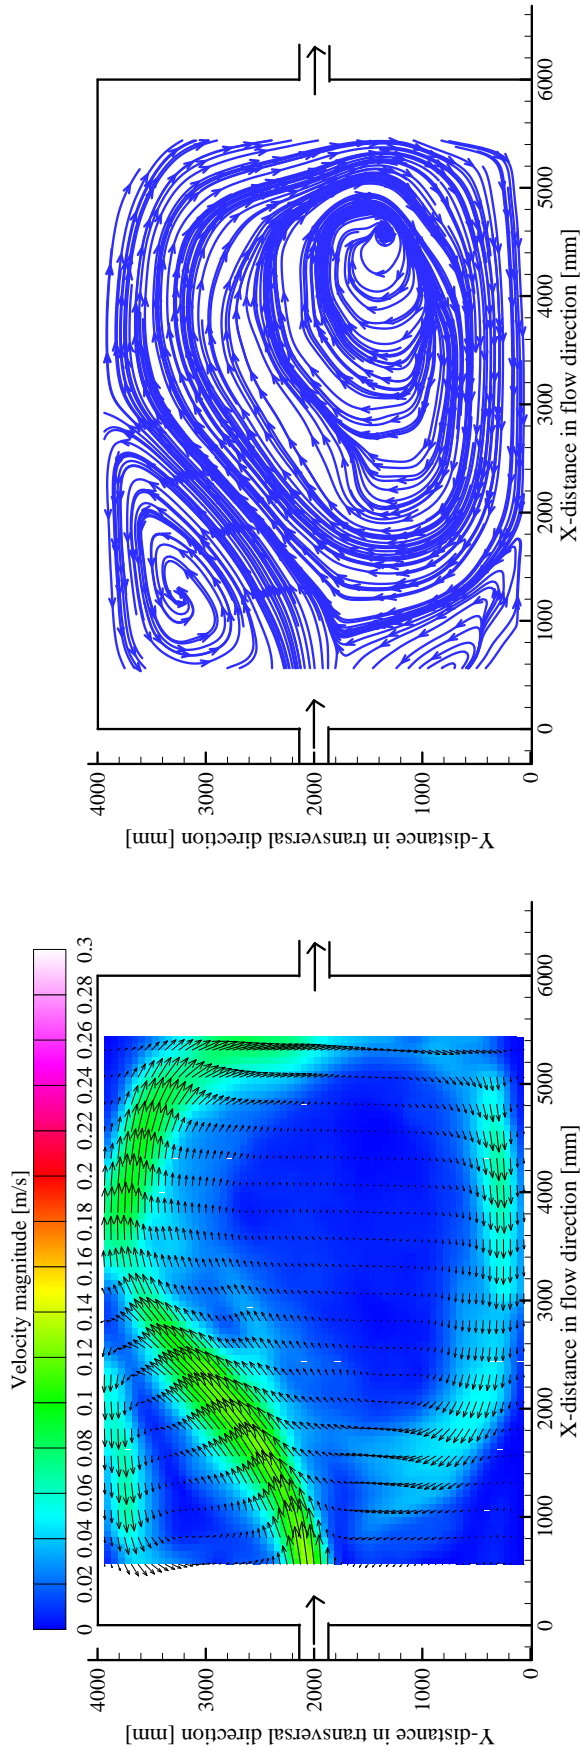 Velocity magnitude [m/s]
0 0.02 0.04 0.06 0.08 0.1 0.12 0.14 0.16 0.18 0.2 0.22 0.24 0.26 0.28 0.3
Y-distance in transversal direction [mm]
4000
3000
2000
1000
0
0 1000 2000 3000 4000 5000 6000
X-distance in flow direction [mm]
Y-distance in transversal direction [mm]
4000
3000
2000
1000
0
0 1000 2000 3000 4000 5000 6000
X-distance in flow direction [mm]